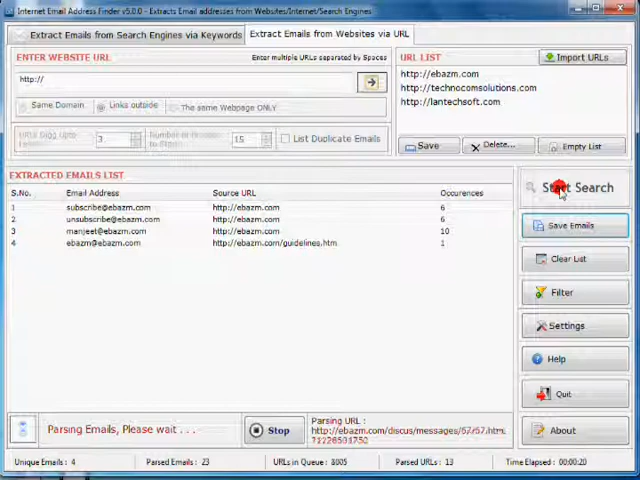 Internet Email Address Finder v5.0.0 - Extracts Email addresses from Websites/Internet/Search Engines
Extract Emails from Search Engines via Keywords
Extract Emails from Websites via URL
ENTER WEBSITE URL
Enter multiple URLs separated by Spaces
http://
Same Domain
Links outside
The same Webpage ONLY
3
Number of
15
List Duplicate Emails
URL LIST
Import URLs
http://ebazm.com
http://technocomsolutions.com
http://lantechsoft.com
Save
Delete...
Empty List
EXTRACTED EMAILS LIST
S.No. Email Address Source URL Occurences
1 subscribe@ebazm.com http://ebazm.com 6
2 unsubscribe@ebazm.com http://ebazm.com 6
3 manjeet@ebazm.com http://ebazm.com 10
4 ebazm@ebazm.com http://ebazm.com/guidelines.htm 1
Start Search
Save Emails
Clear List
Filter
Settings
Help
Quit
About
Parsing Emails, Please wait . . .
Stop
Parsing URL :
Unique Emails : 4
Parsed Emails : 23
URLs in Queue :
Parsed URLs : 13
Time Elapsed : 00:00:20